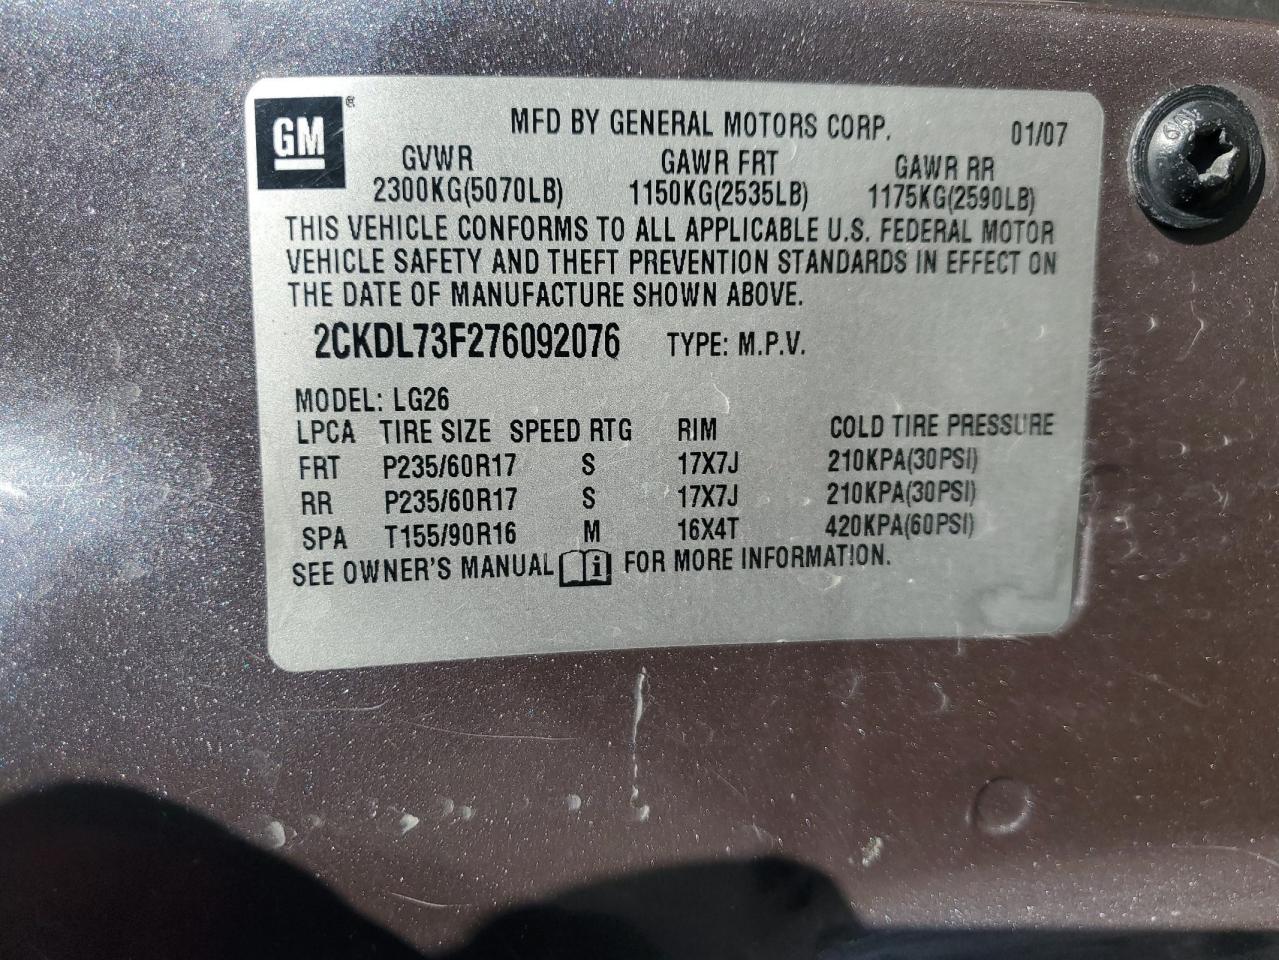 GM®
MFD BY GENERAL MOTORS CORP. 01/07
GVWR GAWR FRT GAWR RR
2300KG(5070LB) 1150KG(2535LB) 1175KG(2590LB)
THIS VEHICLE CONFORMS TO ALL APPLICABLE U.S. FEDERAL MOTOR
VEHICLE SAFETY AND THEFT PREVENTION STANDARDS IN EFFECT ON
THE DATE OF MANUFACTURE SHOWN ABOVE.
2CKDL73F276092076 TYPE: M.P.V.
MODEL: LG26
LPCA TIRE SIZE SPEED RTG RIM COLD TIRE PRESSURE
FRT P235/60R17 S 17X7J 210KPA(30PSI)
RR P235/60R17 S 17X7J 210KPA(30PSI)
SPA T155/90R16 M 16X4T 420KPA(60PSI)
SEE OWNER'S MANUAL i FOR MORE INFORMATION.